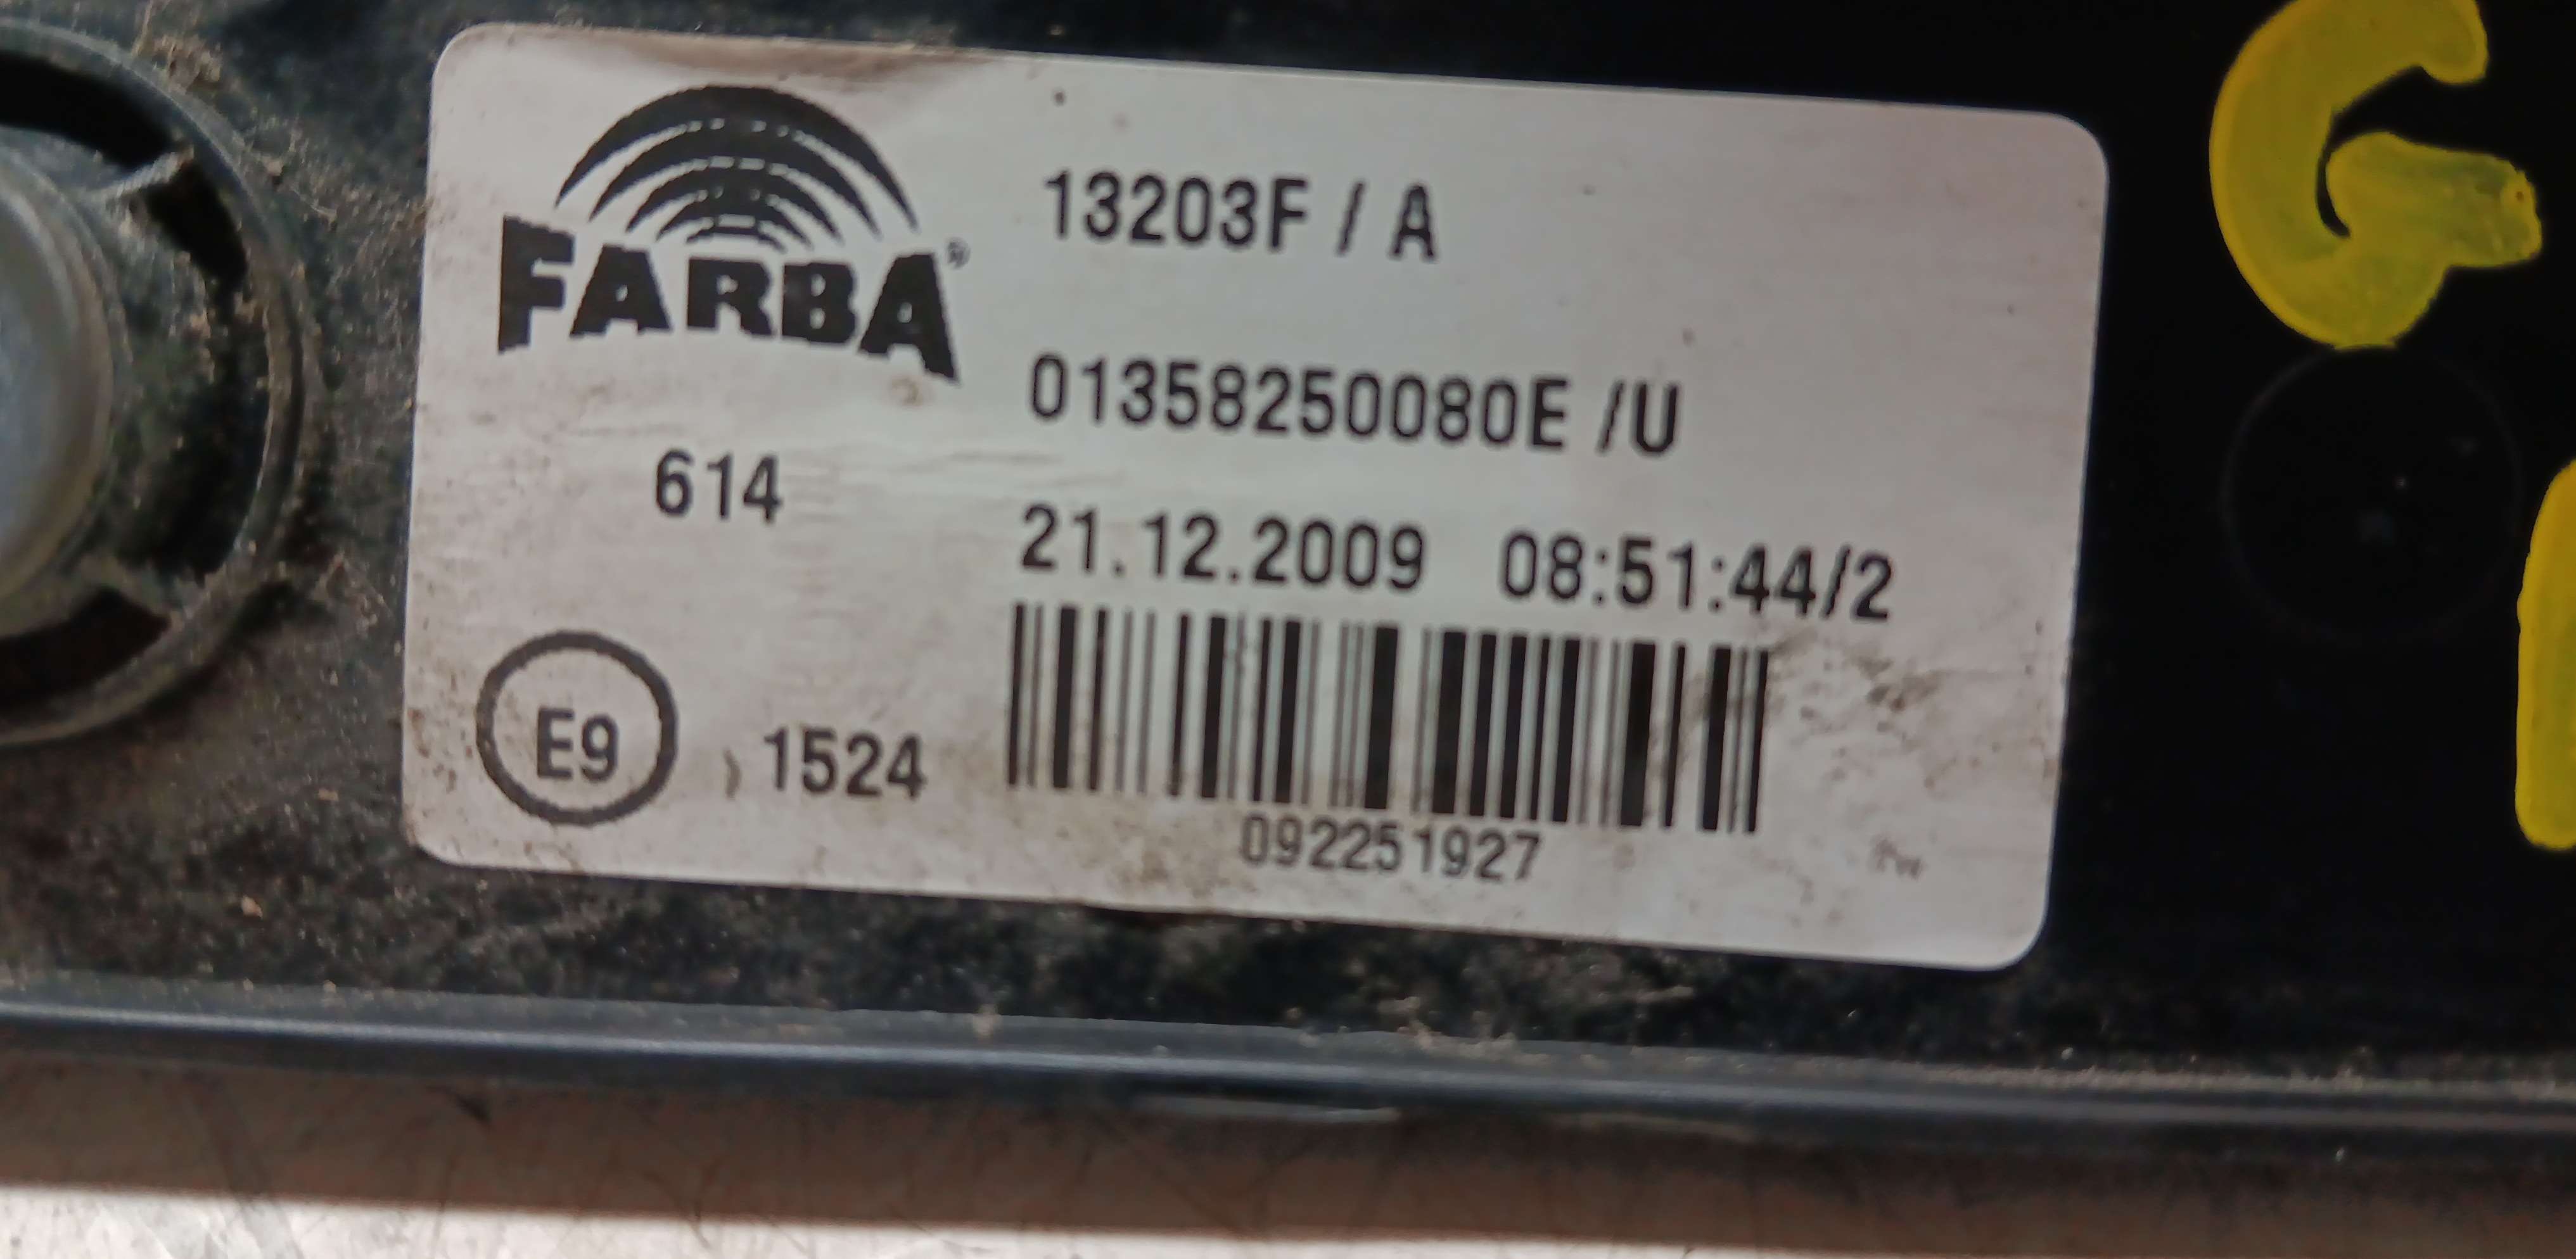 FARBA®
13203F / A
01358250080E /U
614
21.12.2009 08:51:44/2
E9
1524
092251927
G